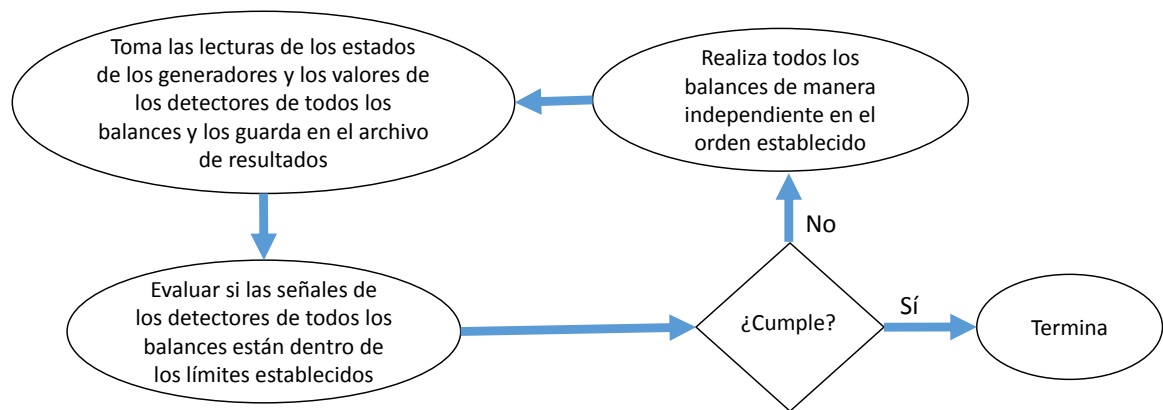 Toma las lecturas de los estados
de los generadores y los valores de
los detectores de todos los
balances y los guarda en el archivo
de resultados
Realiza todos los
balances de manera
independiente en el
orden establecido
No
Evaluar si las señales de
los detectores de todos los
balances están dentro de
los límites establecidos
¿Cumple?
Sí
Termina